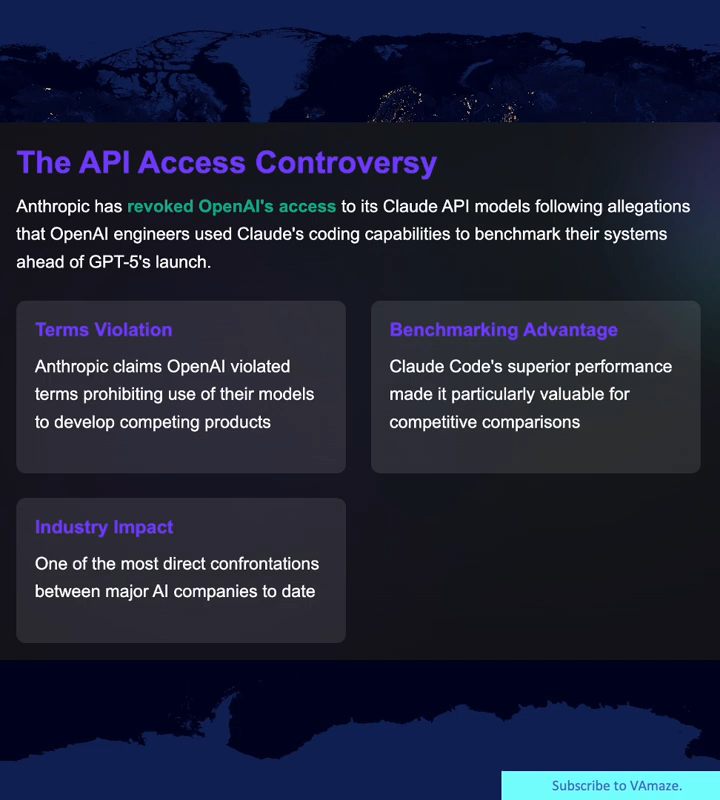 The API Access Controversy
Anthropic has revoked OpenAI's access to its Claude API models following allegations
that OpenAI engineers used Claude's coding capabilities to benchmark their systems
ahead of GPT-5's launch.
Terms Violation
Anthropic claims OpenAI violated
terms prohibiting use of their models
to develop competing products
Benchmarking Advantage
Claude Code's superior performance
made it particularly valuable for
competitive comparisons
Industry Impact
One of the most direct confrontations
between major AI companies to date
Subscribe to VAmaze.